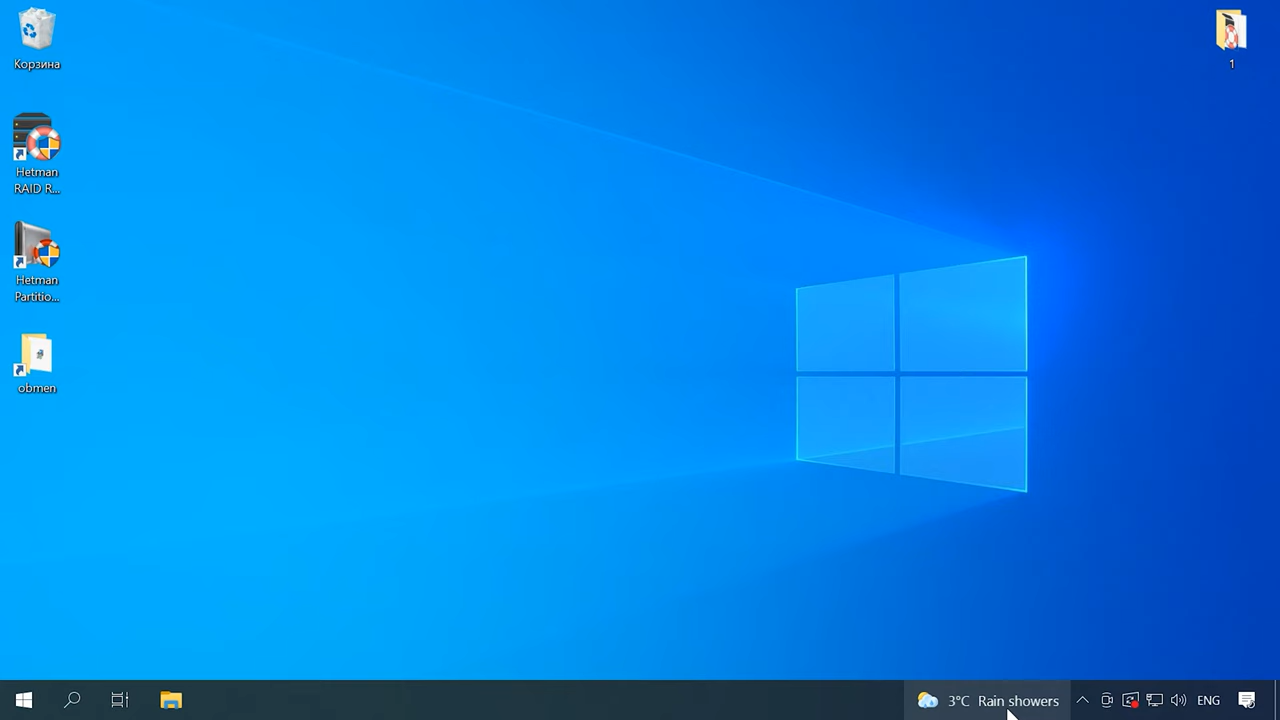 Корзина
1
Hetman
RAID R...
Hetman
Partitio...
obmen
3°C Rain showers
ENG